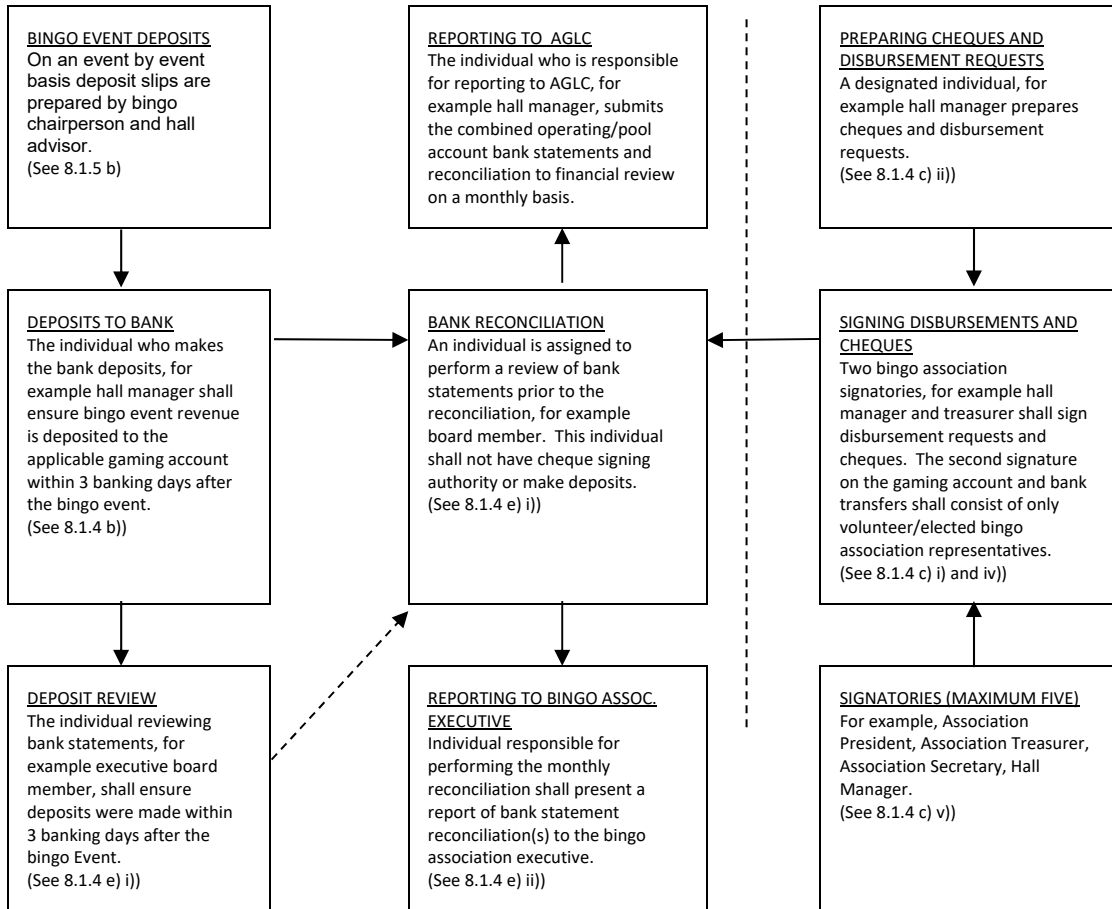 BINGO EVENT DEPOSITS
On an event by event
basis deposit slips are
prepared by bingo
chairperson and hall
advisor.
(See 8.1.5 b)
REPORTING TO  AGLC
The individual who is responsible
for reporting to AGLC, for
example hall manager, submits
the combined operating/pool
account bank statements and
reconciliation to financial review
on a monthly basis.
PREPARING CHEQUES AND
DISBURSEMENT REQUESTS
A designated individual, for
example hall manager prepares
cheques and disbursement
requests.
(See 8.1.4 c) ii))
DEPOSITS TO BANK
The individual who makes
the bank deposits, for
example hall manager shall
ensure bingo event revenue
is deposited to the
applicable gaming account
within 3 banking days after
the bingo event.
(See 8.1.4 b))
BANK RECONCILIATION
An individual is assigned to
perform a review of bank
statements prior to the
reconciliation, for example
board member.  This individual
shall not have cheque signing
authority or make deposits.
(See 8.1.4 e) i))
SIGNING DISBURSEMENTS AND
CHEQUES
Two bingo association
signatories, for example hall
manager and treasurer shall sign
disbursement requests and
cheques.  The second signature
on the gaming account and bank
transfers shall consist of only
volunteer/elected bingo
association representatives.
(See 8.1.4 c) i) and iv))
DEPOSIT REVIEW
The individual reviewing
bank statements, for
example executive board
member, shall ensure
deposits were made within
3 banking days after the
bingo Event.
(See 8.1.4 e) i))
REPORTING TO BINGO ASSOC.
EXECUTIVE
Individual responsible for
performing the monthly
reconciliation shall present a
report of bank statement
reconciliation(s) to the bingo
association executive.
(See 8.1.4 e) ii))
SIGNATORIES (MAXIMUM FIVE)
For example, Association
President, Association Treasurer,
Association Secretary, Hall
Manager.
(See 8.1.4 c) v))